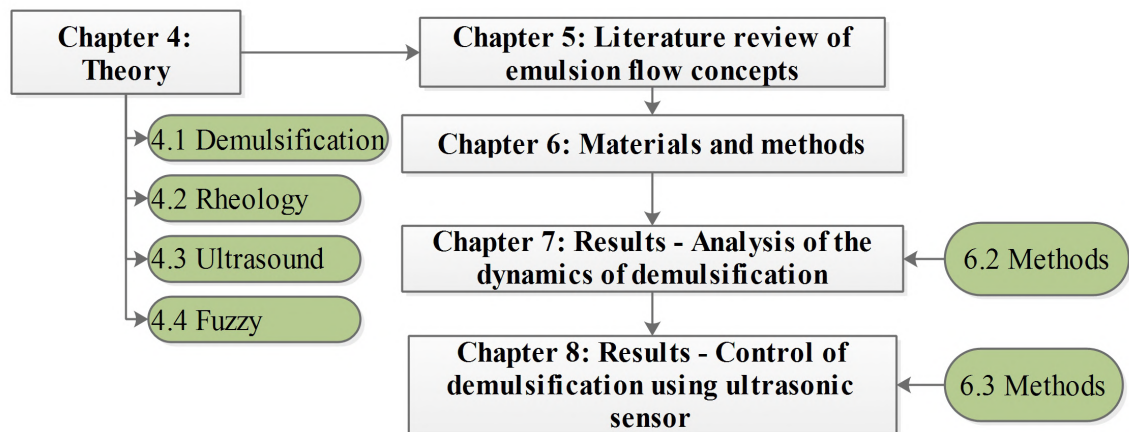 Chapter 4:
Theory
4.1 Demulsification
4.2 Rheology
4.3 Ultrasound
4.4 Fuzzy
Chapter 5: Literature review of
emulsion flow concepts
Chapter 6: Materials and methods
Chapter 7: Results - Analysis of the
dynamics of demulsification
6.2 Methods
Chapter 8: Results - Control of
demulsification using ultrasonic
sensor
6.3 Methods